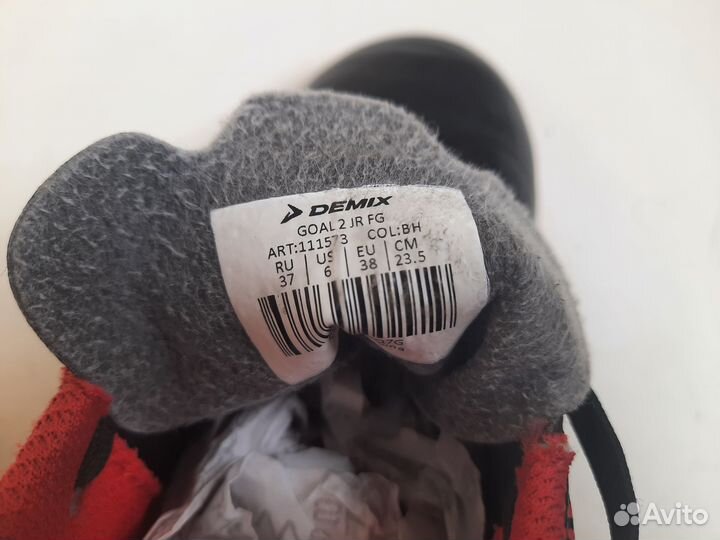 DEMIX
GOAL 2 JR FG
ART:111573 COL:BH
RU US EU CM
37 6 38 23.5
Avito